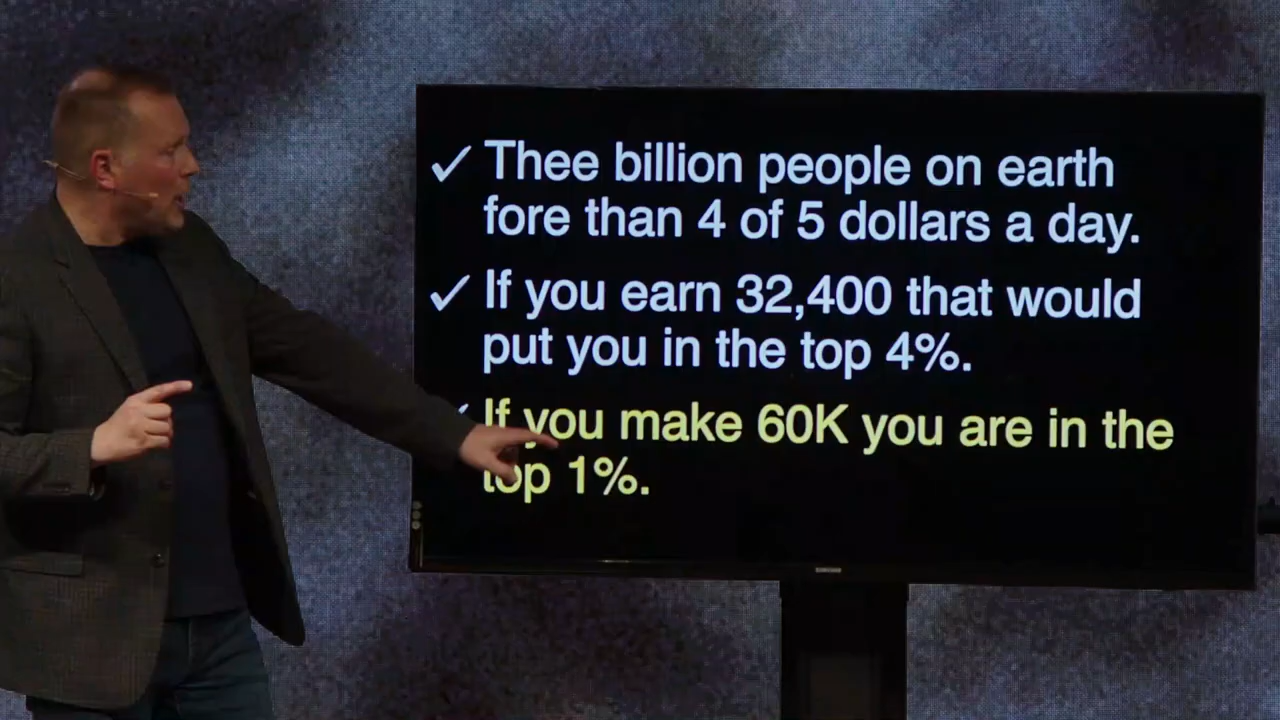 Thee billion people on earth
fore than 4 of 5 dollars a day.
If you earn 32,400 that would
put you in the top 4%.
If you make 60K you are in the
top 1%.